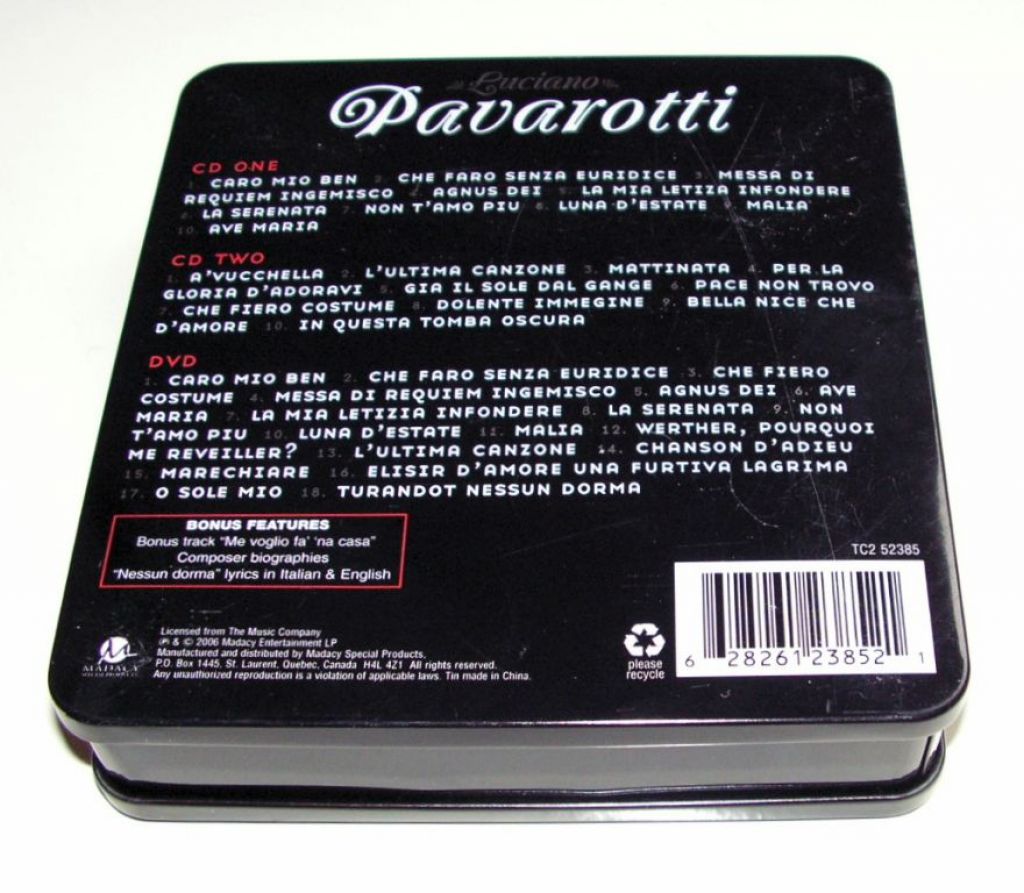 Luciano
Pavarotti
CD ONE
1. CARO MIO BEN 2. CHE FARO SENZA EURIDICE 3. MESSA DI
REQUIEM INGEMISCO 4. AGNUS DEI 5. LA MIA LETIZA INFONDERE
6. LA SERENATA 7. NON T'AMO PIU 8. LUNA D'ESTATE MALIA
10. AVE MARIA
CD TWO
1. A'VUCCHELLA 2. L'ULTIMA CANZONE 3. MATTINATA 4. PER LA
GLORIA D'ADORAVI 5. GIA IL SOLE DAL GANGE 6. PACE NON TROVO
7. CHE FIERO COSTUME 8. DOLENTE IMMEGINE 9. BELLA NICE CHE
D'AMORE 10. IN QUESTA TOMBA OSCURA
DVD
1. CARO MIO BEN 2. CHE FARO SENZA EURIDICE 3. CHE FIERO
COSTUME 4. MESSA DI REQUIEM INGEMISCO 5. AGNUS DEI 6. AVE
MARIA 7. LA MIA LETIZIA INFONDERE 8. LA SERENATA 9. NON
T'AMO PIU 10. LUNA D'ESTATE 11. MALIA 12. WERTHER, POURQUOI
ME REVEILLER? 13. L'ULTIMA CANZONE 14. CHANSON D'ADIEU
15. MARECHIARE 16. ELISIR D'AMORE UNA FURTIVA LAGRIMA
17. O SOLE MIO 18. TURANDOT NESSUN DORMA
BONUS FEATURES
Bonus track "Me voglio fa' 'na casa"
Composer biographies
"Nessun dorma" lyrics in Italian & English
TC2 52385
6 28261 23852 1
please
recycle
MADACY
Licensed from The Music Company
℗ & © 2006 Madacy Entertainment LP
Manufactured and distributed by Madacy Special Products,
P.O. Box 1445, St. Laurent, Quebec, Canada H4L 4Z1 All rights reserved.
Any unauthorized reproduction is a violation of applicable laws. Tin made in China.